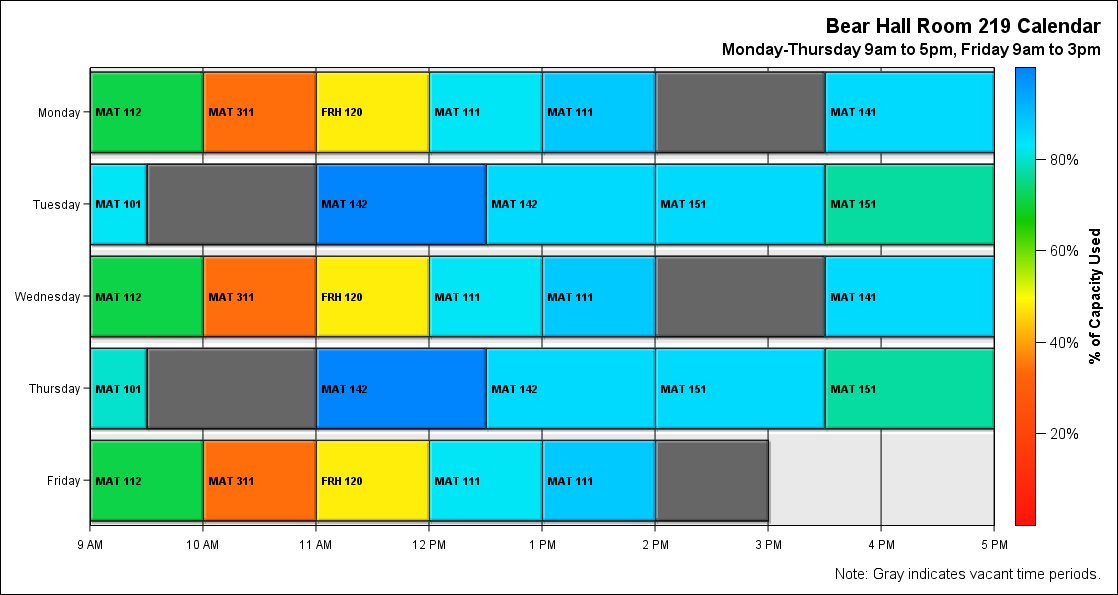 Bear Hall Room 219 Calendar
Monday-Thursday 9am to 5pm, Friday 9am to 3pm
Monday MAT 112 MAT 311 FRH 120 MAT 111 MAT 111 MAT 141
Tuesday MAT 101 MAT 142 MAT 142 MAT 151 MAT 151
Wednesday MAT 112 MAT 311 FRH 120 MAT 111 MAT 111 MAT 141
Thursday MAT 101 MAT 142 MAT 142 MAT 151 MAT 151
Friday MAT 112 MAT 311 FRH 120 MAT 111 MAT 111
9 AM 10 AM 11 AM 12 PM 1 PM 2 PM 3 PM 4 PM 5 PM
80%
60%
40%
20%
% of Capacity Used
Note: Gray indicates vacant time periods.